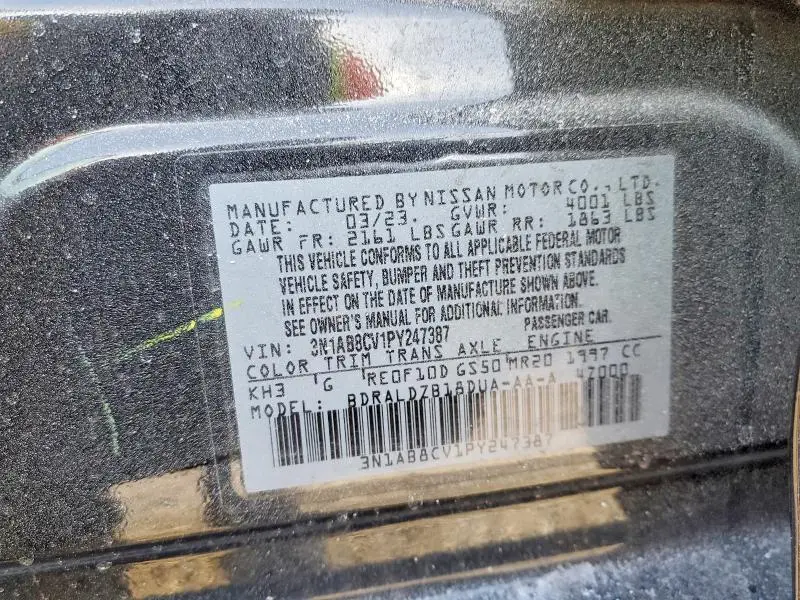 MANUFACTURED BY NISSAN MOTOR CO., LTD.
DATE: 03/23. GVWR: 4001 LBS
GAWR FR: 2161 LBS GAWR RR: 1863 LBS
THIS VEHICLE CONFORMS TO ALL APPLICABLE FEDERAL MOTOR
VEHICLE SAFETY, BUMPER AND THEFT PREVENTION STANDARDS
IN EFFECT ON THE DATE OF MANUFACTURE SHOWN ABOVE.
SEE OWNER'S MANUAL FOR ADDITIONAL INFORMATION.
VIN: 3N1AB8CV1PY247387 PASSENGER CAR.
COLOR TRIM TRANS AXLE ENGINE
KH3 'G 'RE0F10D GS50'MR20 1997 CC
MODEL: BDRALDZB18DUA-AA-A 47000
3N1AB8CV1PY247387